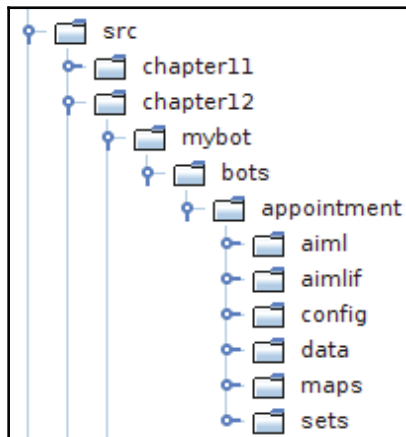 src
chapter11
chapter12
mybot
bots
appointment
aiml
aimlif
config
data
maps
sets